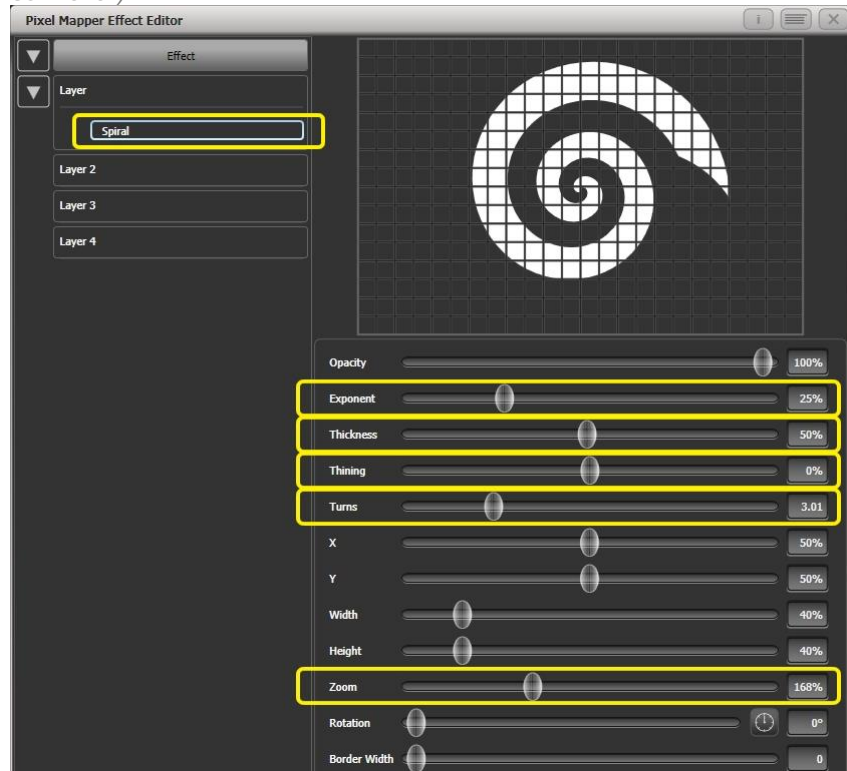 Pixel Mapper Effect Editor
i
X
Effect
Layer
Spiral
Layer 2
Layer 3
Layer 4
Opacity 100%
Exponent 25%
Thickness 50%
Thining 0%
Turns 3.01
X 50%
Y 50%
Width 40%
Height 40%
Zoom 168%
Rotation 0°
Border Width 0